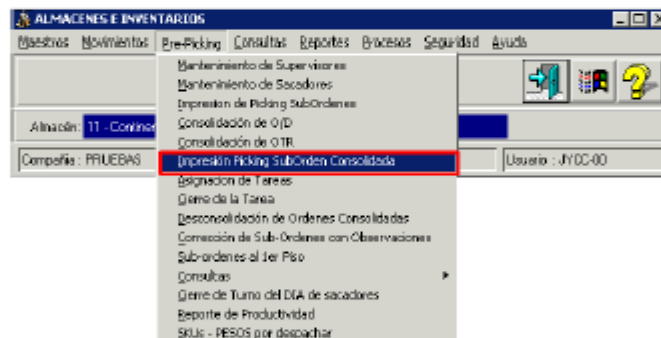 ALMACENES E INVENTARIOS
Maestros Movimientos Pre-Picking Consultas Reportes Procesos Seguridad Ayuda
Mantenimiento de Supervisores
Mantenimiento de Sacadores
Impresion de Picking SubOrdenes
Almacén: 11 - Continen
Consolidación de O/D
Consolidación de OTR
Compañia : PRUEBAS
Impresión Picking SubOrden Consolidada
Usuario : JYCC-00
Asignacion de Tareas
Cierre de la Tarea
Desconsolidación de Ordenes Consolidadas
Corrección de Sub-Ordenes con Observaciones
Sub-ordenes al 1er Piso
Consultas
Cierre de Turno del DIA de sacadores
Reporte de Productividad
SKUs - PESOS por despachar